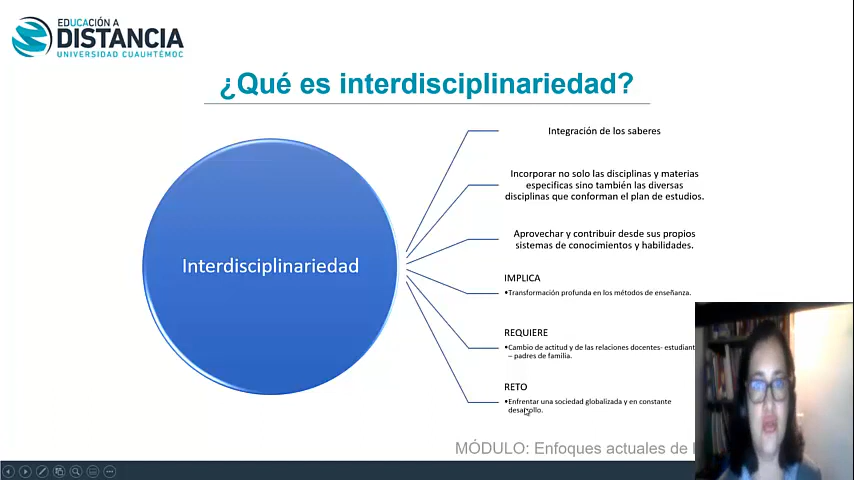 EDUCACIÓN A
DISTANCIA
UNIVERSIDAD CUAUHTÉMOC
¿Qué es interdisciplinariedad?
Interdisciplinariedad
Integración de los saberes
Incorporar no solo las disciplinas y materias
especificas sino también las diversas
disciplinas que conforman el plan de estudios.
Aprovechar y contribuir desde sus propios
sistemas de conocimientos y habilidades.
IMPLICA
•Transformación profunda en los métodos de enseñanza.
REQUIERE
•Cambio de actitud y de las relaciones docentes- estudiant
– padres de familia.
RETO
•Enfrentar una sociedad globalizada y en constante
desarrollo.
MÓDULO: Enfoques actuales de